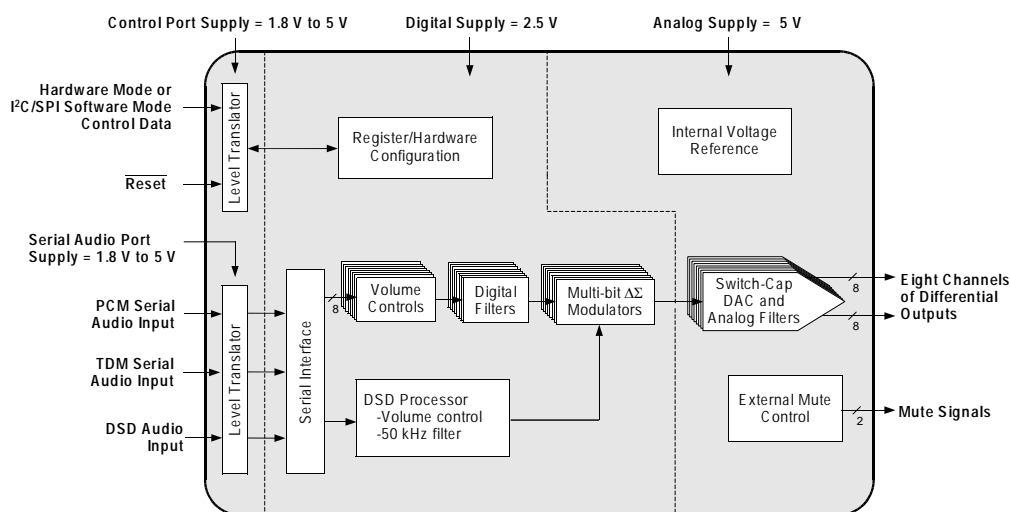 Control Port Supply = 1.8 V to 5 V
Digital Supply = 2.5 V
Analog Supply = 5 V
Hardware Mode or
I²C/SPI Software Mode
Control Data
Reset
Level Translator
Register/Hardware
Configuration
Internal Voltage
Reference
Serial Audio Port
Supply = 1.8 V to 5 V
PCM Serial
Audio Input
TDM Serial
Audio Input
DSD Audio
Input
Level Translator
Serial Interface
8
Volume
Controls
Digital
Filters
Multi-bit ΔΣ
Modulators
Switch-Cap
DAC and
Analog Filters
8
8
Eight Channels
of Differential
Outputs
DSD Processor
-Volume control
-50 kHz filter
External Mute
Control
2
Mute Signals